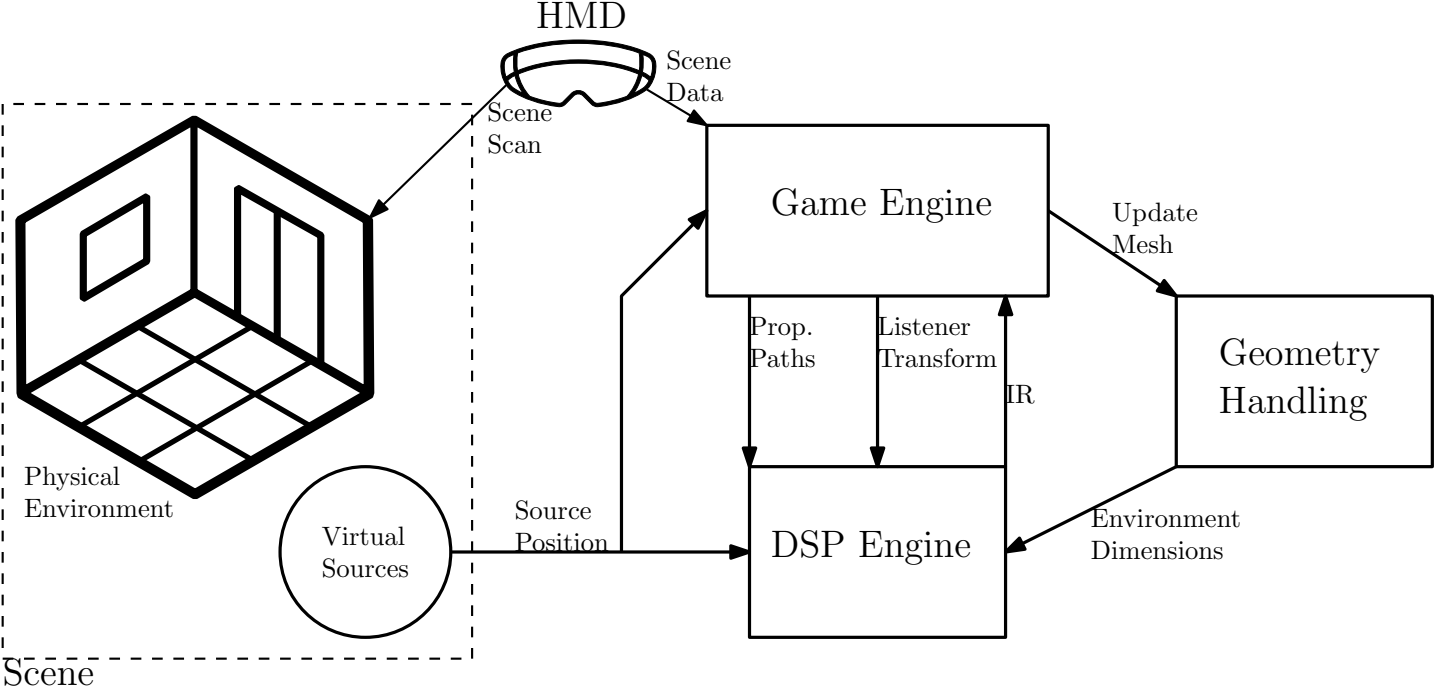 HMD
Scene
Data
Scene
Scan
Game Engine
Update
Mesh
Prop.
Paths
Listener
Transform
IR
Geometry
Handling
Physical
Environment
Virtual
Sources
Source
Position
DSP Engine
Environment
Dimensions
Scene